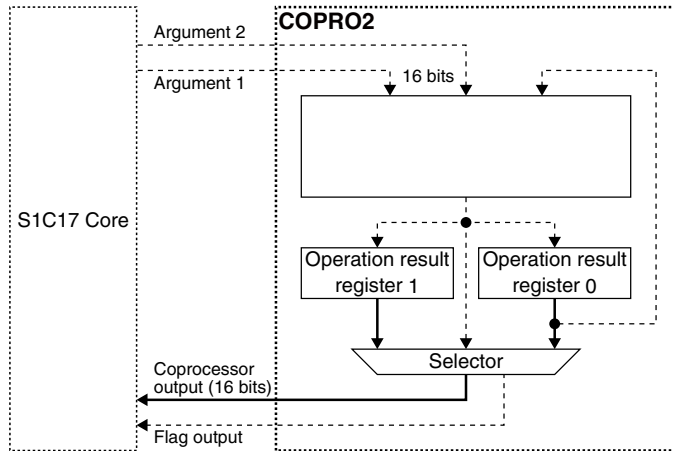 COPRO2
Argument 2
Argument 1
16 bits
S1C17 Core
Operation result
register 1
Operation result
register 0
Selector
Coprocessor
output (16 bits)
Flag output